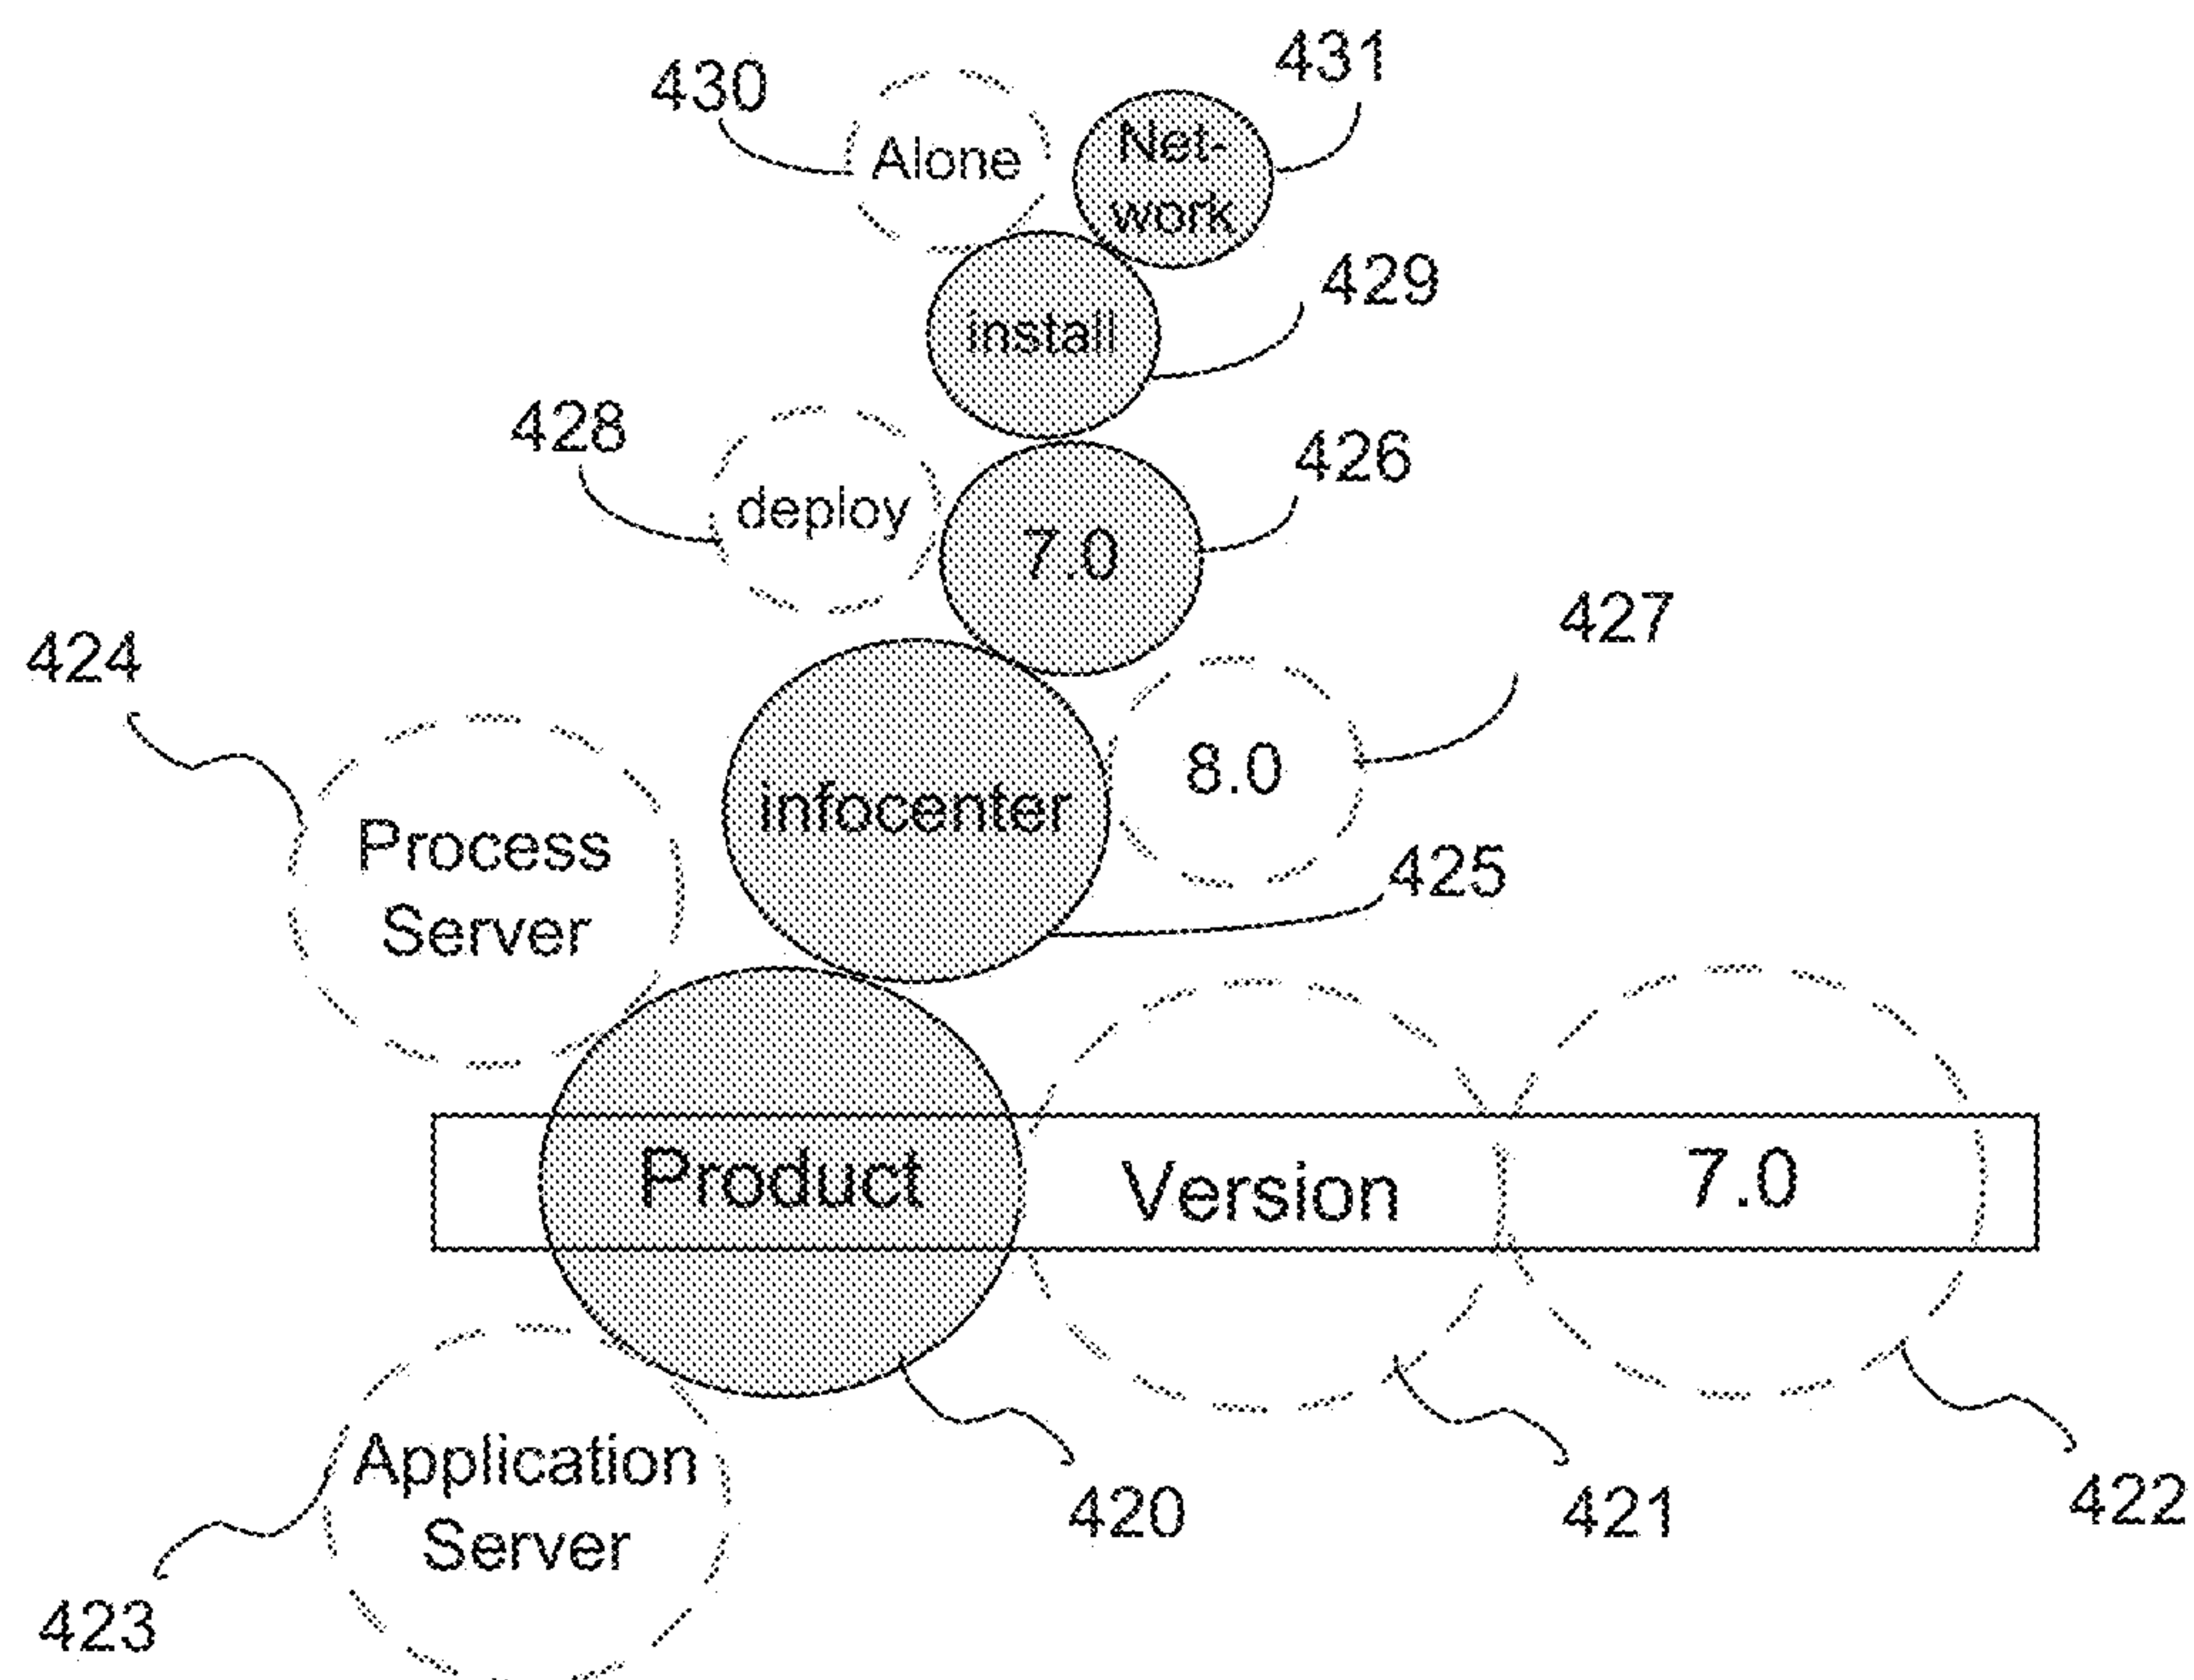 430
431
Alone
Net-
work
429
install
428
426
deploy
7.0
427
424
8.0
infocenter
Process
Server
425
Product
Version
7.0
Application
Server
420
421
422
423